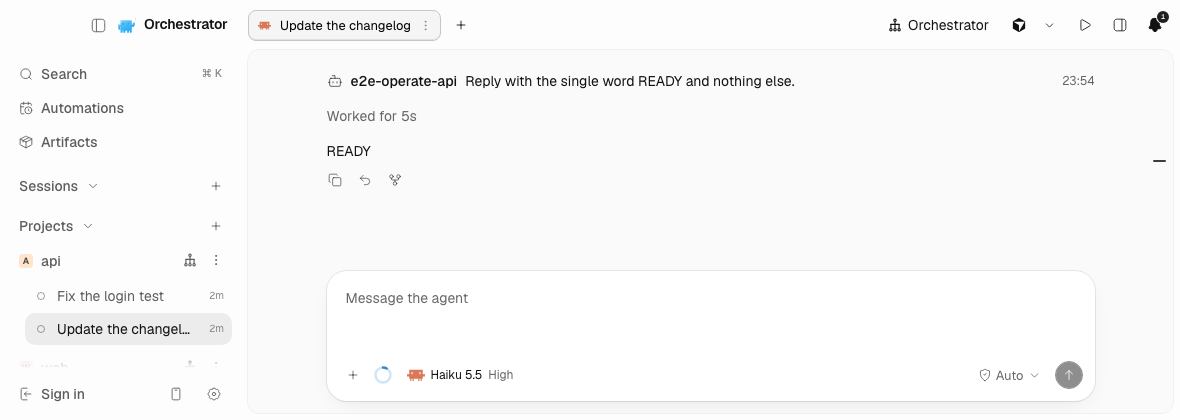 Orchestrator
Update the changelog
Orchestrator
1
Search ⌘ K
Automations
Artifacts
Sessions
Projects
A api
Fix the login test 2m
Update the changel... 2m
Sign in
e2e-operate-api Reply with the single word READY and nothing else. 23:54
Worked for 5s
READY
Message the agent
Haiku 5.5 High
Auto